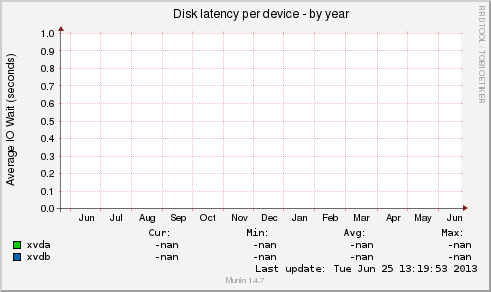 Disk latency per device - by year
RRDTOOL / TOBI OETIKER
Average IO Wait (seconds)
1.0
0.9
0.8
0.7
0.6
0.5
0.4
0.3
0.2
0.1
0.0
Jun Jul Aug Sep Oct Nov Dec Jan Feb Mar Apr May Jun
Cur: Min: Avg: Max:
xvda -nan -nan -nan -nan
xvdb -nan -nan -nan -nan
Last update: Tue Jun 25 13:19:53 2013
Munin 1.4.7